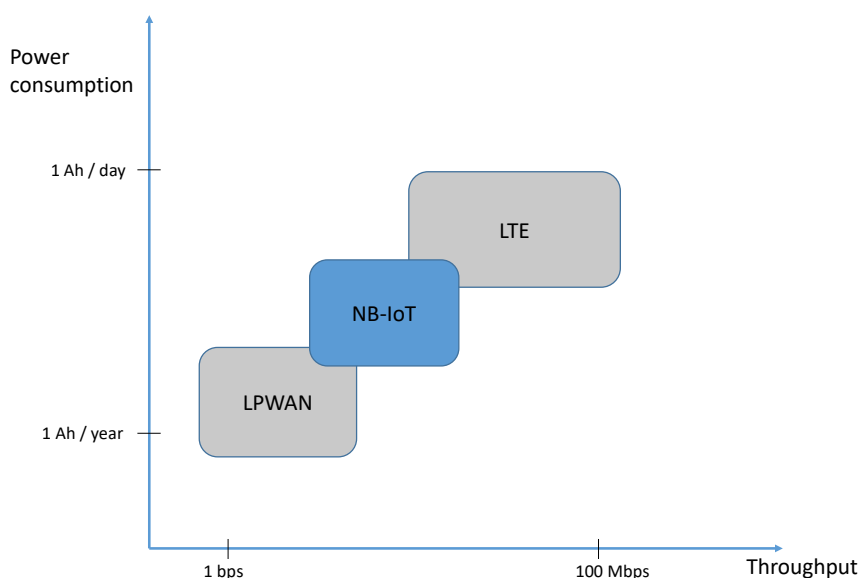 Power
consumption
1 Ah / day
LTE
NB-IoT
LPWAN
1 Ah / year
1 bps
100 Mbps
Throughput